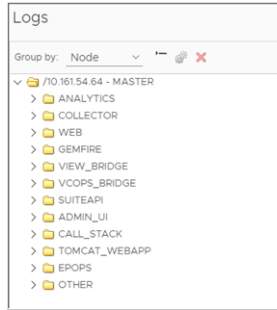 Logs
Group by: Node
/10.161.54.64 - MASTER
ANALYTICS
COLLECTOR
WEB
GEMFIRE
VIEW_BRIDGE
VCOPS_BRIDGE
SUITEAPI
ADMIN_UI
CALL_STACK
TOMCAT_WEBAPP
EPOPS
OTHER